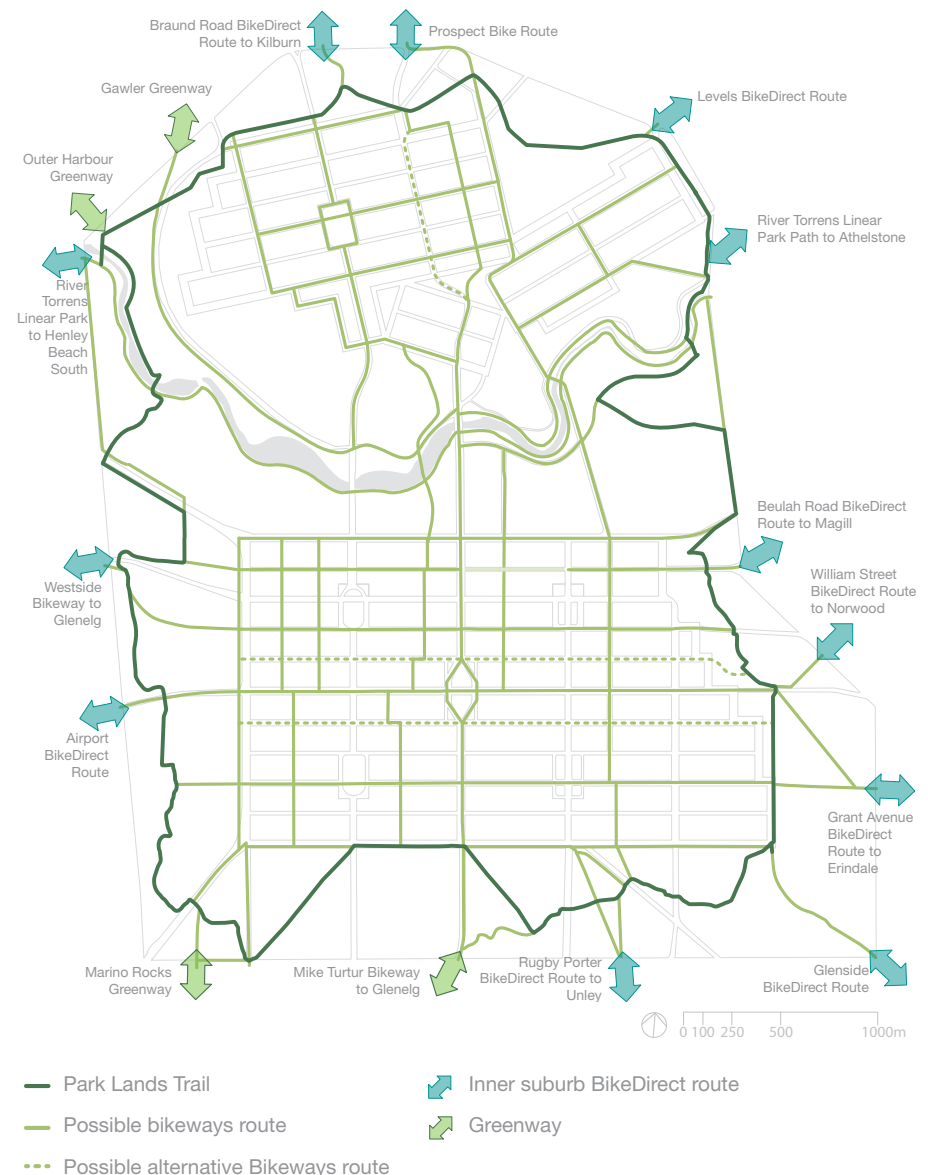 Braund Road BikeDirect
Route to Kilburn
Prospect Bike Route
Gawler Greenway
Levels BikeDirect Route
Outer Harbour
Greenway
River Torrens Linear
Park Path to Athelstone
River
Torrens
Linear Park
to Henley
Beach
South
Beulah Road BikeDirect
Route to Magill
William Street
BikeDirect Route
to Norwood
Westside
Bikeway to
Glenelg
Airport
BikeDirect
Route
Grant Avenue
BikeDirect
Route to
Erindale
Marino Rocks
Greenway
Mike Turtur Bikeway
to Glenelg
Rugby Porter
BikeDirect Route to
Unley
Glenside
BikeDirect Route
0 100 250 500 1000m
Park Lands Trail
Inner suburb BikeDirect route
Possible bikeways route
Greenway
Possible alternative Bikeways route